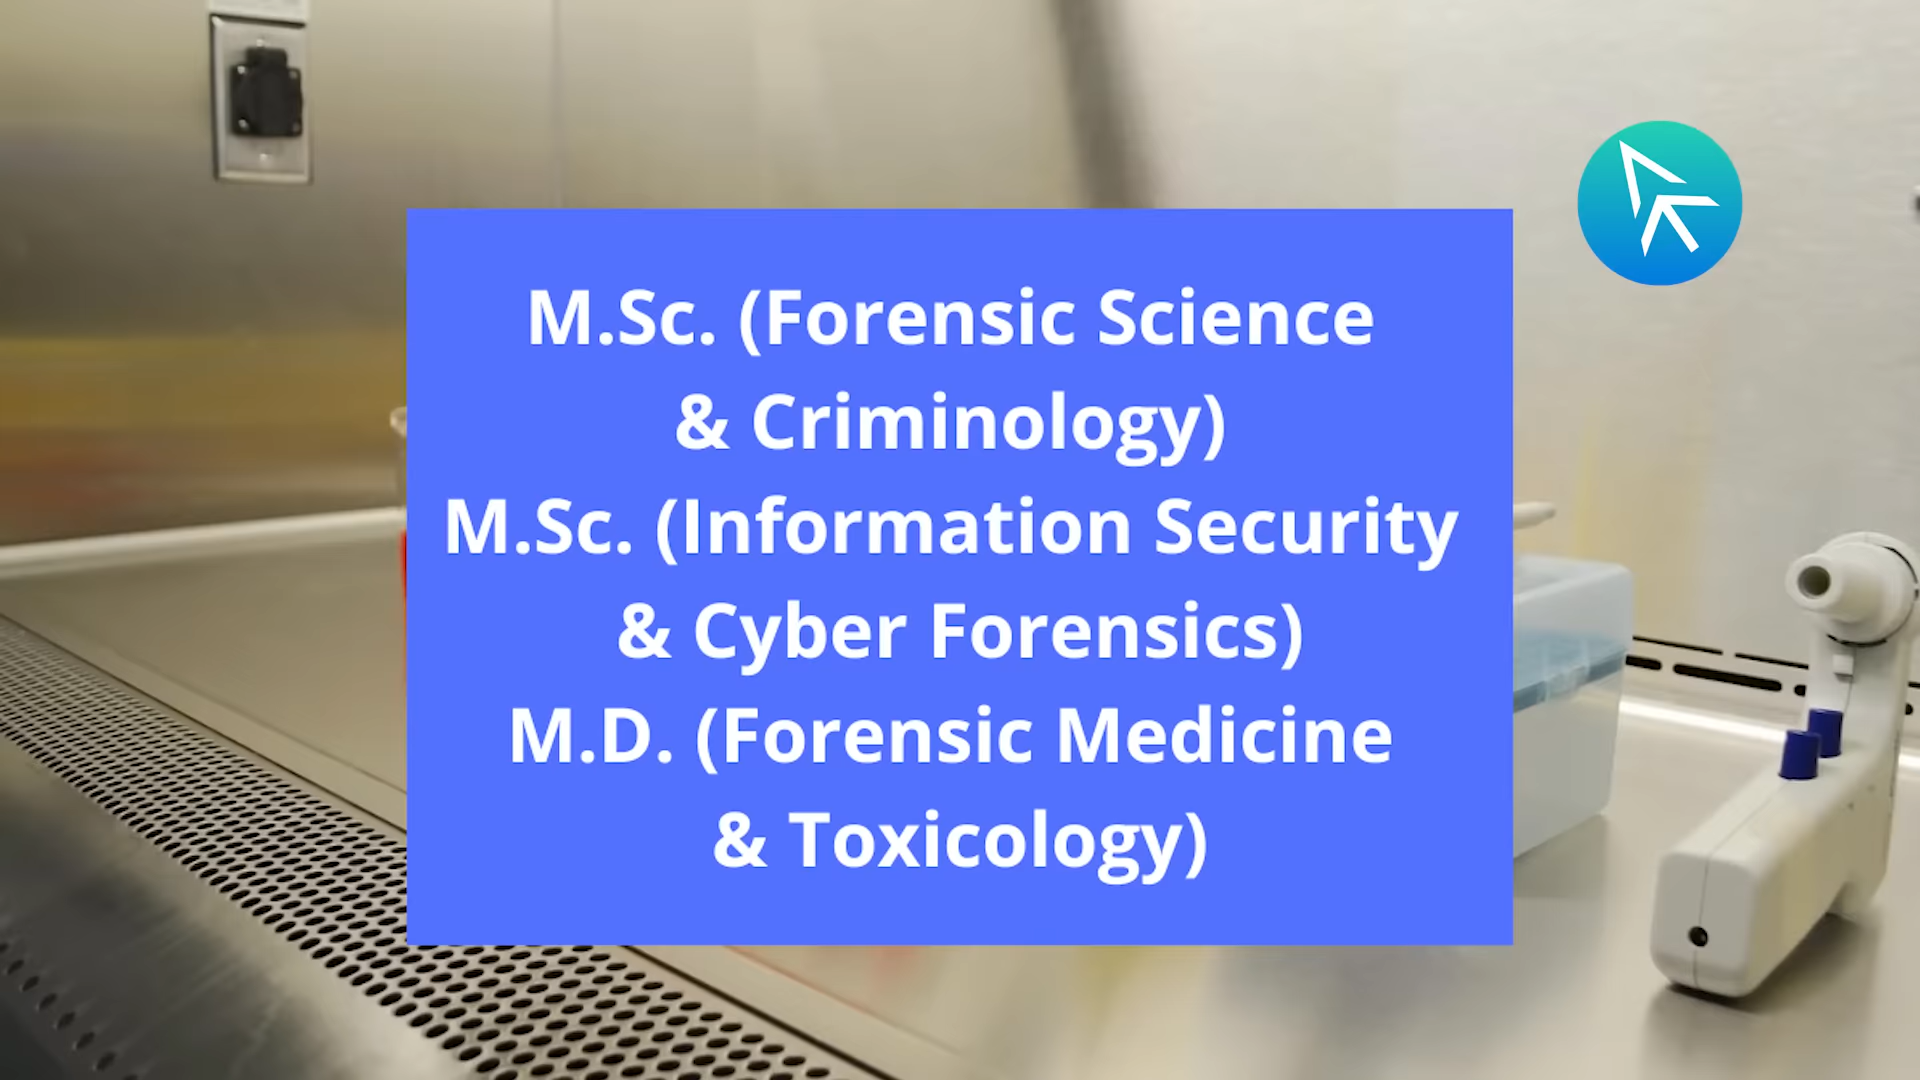 M.Sc. (Forensic Science
& Criminology)
M.Sc. (Information Security
& Cyber Forensics)
M.D. (Forensic Medicine
& Toxicology)